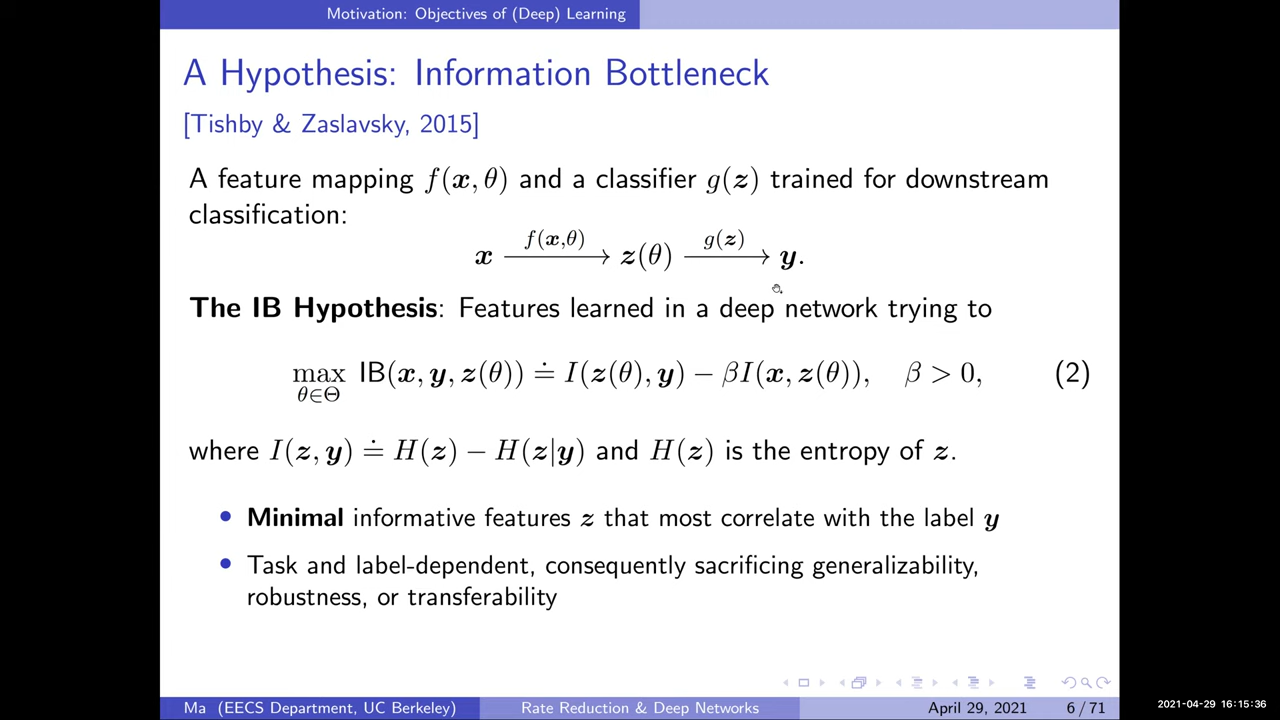 Motivation: Objectives of (Deep) Learning
A Hypothesis: Information Bottleneck
[Tishby & Zaslavsky, 2015]
A feature mapping f(x, θ) and a classifier g(z) trained for downstream
classification:
x —f(x,θ)→ z(θ) —g(z)→ y.
The IB Hypothesis: Features learned in a deep network trying to
max_{θ∈Θ} IB(x, y, z(θ)) ≐ I(z(θ), y) − βI(x, z(θ)), β > 0, (2)
where I(z, y) ≐ H(z) − H(z|y) and H(z) is the entropy of z.
• Minimal informative features z that most correlate with the label y
• Task and label-dependent, consequently sacrificing generalizability,
robustness, or transferability
Ma (EECS Department, UC Berkeley) Rate Reduction & Deep Networks April 29, 2021 6 / 71
2021-04-29 16:15:36